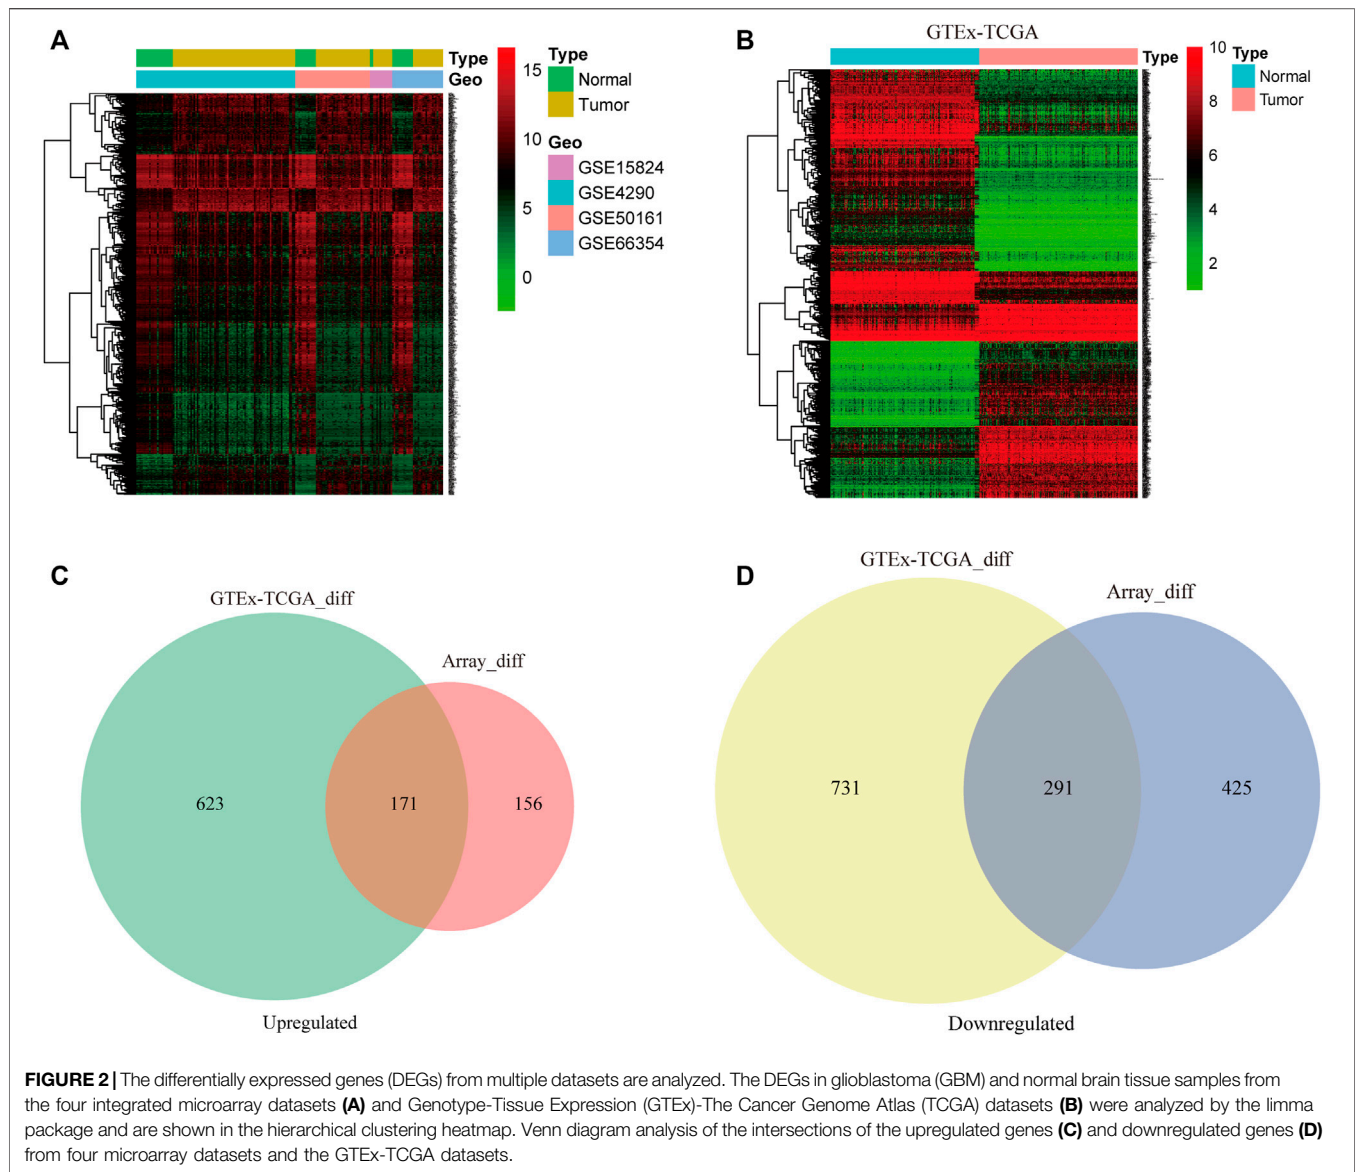 A
Type
Geo
15
10
5
0
Type
Normal
Tumor
Geo
GSE15824
GSE4290
GSE50161
GSE66354
B
GTEx-TCGA
Type
10
8
6
4
2
Type
Normal
Tumor
C
GTEx-TCGA_diff
Array_diff
623
171
156
Upregulated
D
GTEx-TCGA_diff
Array_diff
731
291
425
Downregulated
FIGURE 2 | The differentially expressed genes (DEGs) from multiple datasets are analyzed. The DEGs in glioblastoma (GBM) and normal brain tissue samples from
the four integrated microarray datasets (A) and Genotype-Tissue Expression (GTEx)-The Cancer Genome Atlas (TCGA) datasets (B) were analyzed by the limma
package and are shown in the hierarchical clustering heatmap. Venn diagram analysis of the intersections of the upregulated genes (C) and downregulated genes (D)
from four microarray datasets and the GTEx-TCGA datasets.